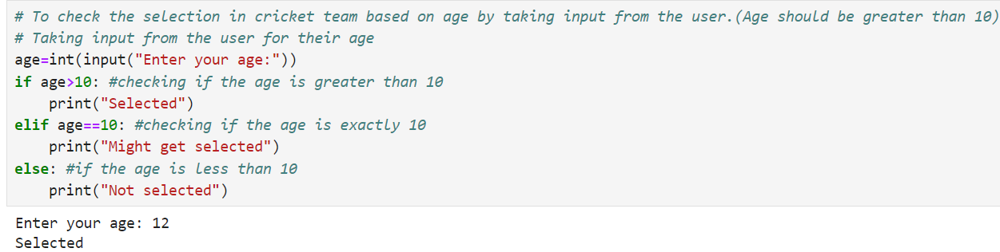 # To check the selection in cricket team based on age by taking input from the user.(Age should be greater than 10)
# Taking input from the user for their age
age=int(input("Enter your age:"))
if age>10: #checking if the age is greater than 10
    print("Selected")
elif age==10: #checking if the age is exactly 10
    print("Might get selected")
else: #if the age is less than 10
    print("Not selected")
Enter your age: 12
Selected